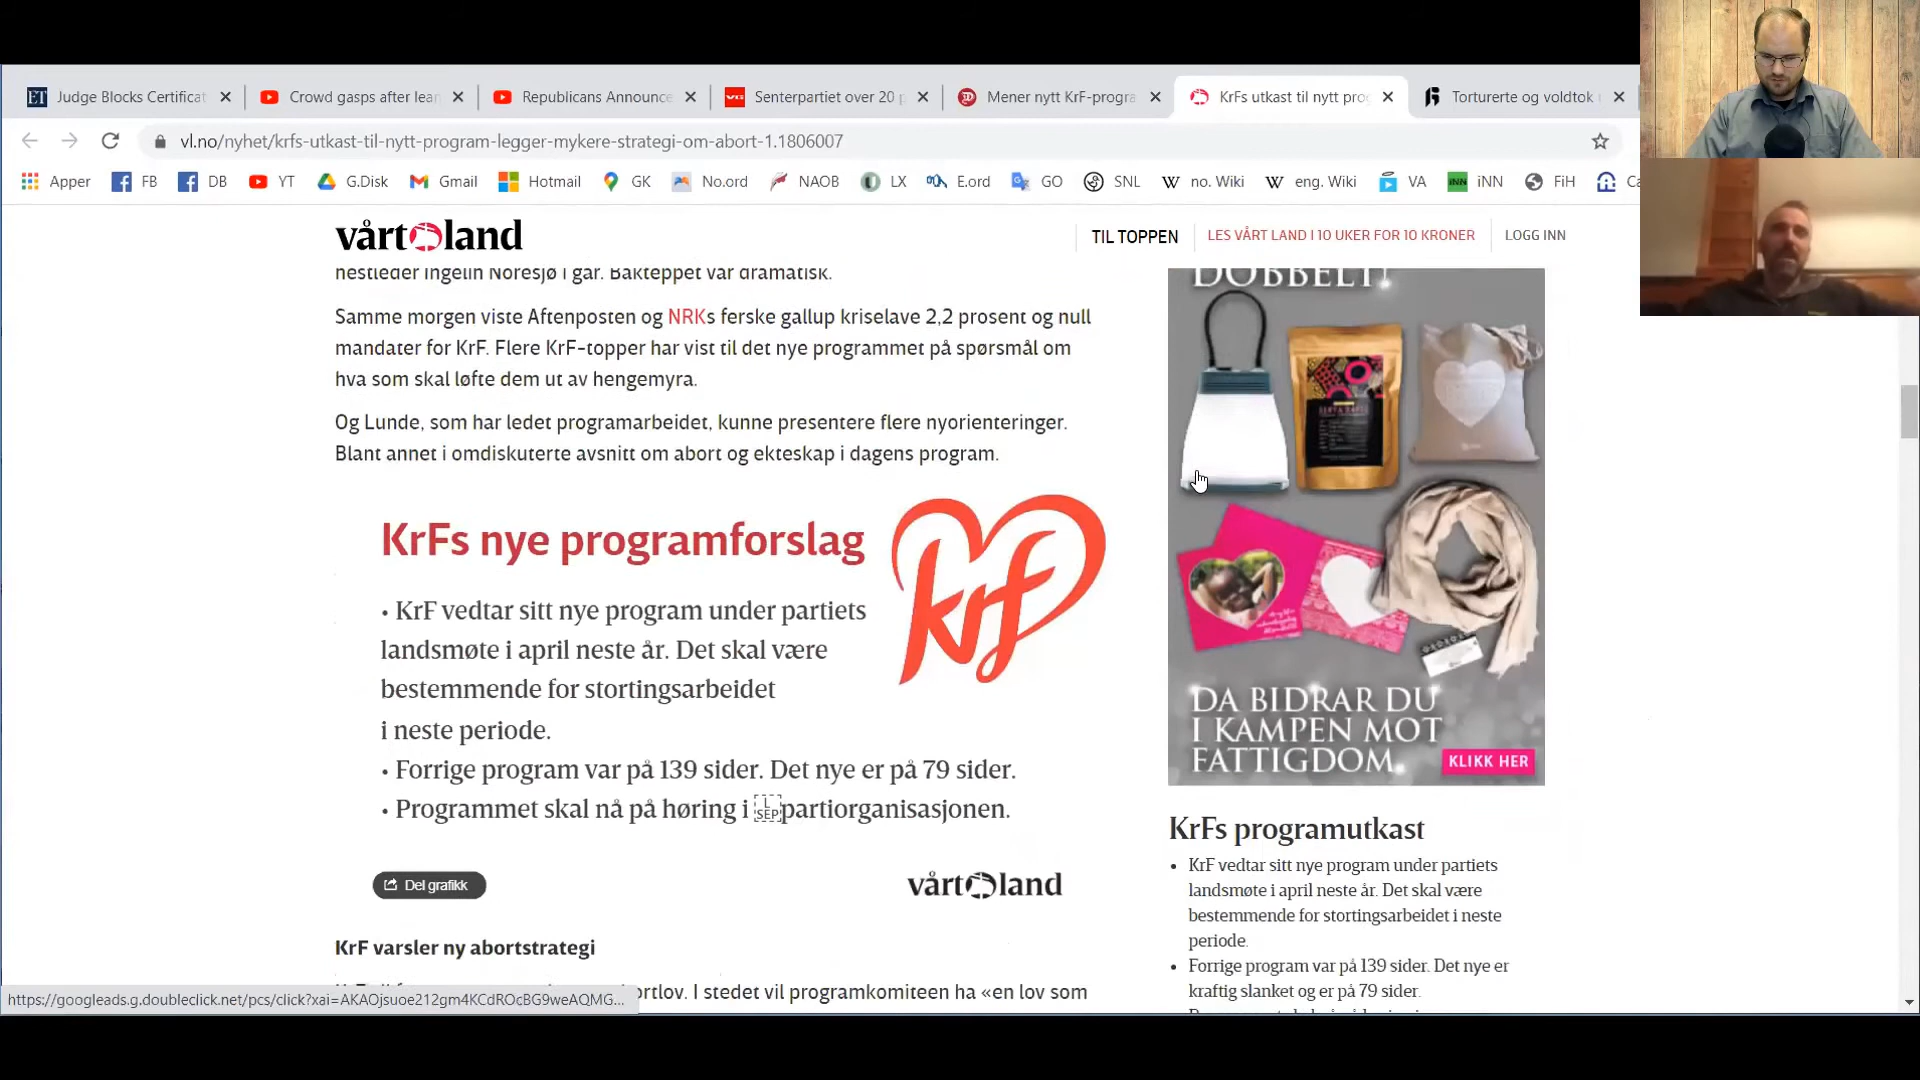 Judge Blocks Certificat
Crowd gasps after lear
Republicans Announce
Senterpartiet over 20 p
Mener nytt KrF-progra
KrFs utkast til nytt pro
Torturerte og voldtok
vl.no/nyhet/krfs-utkast-til-nytt-program-legger-mykere-strategi-om-abort-1.1806007
Apper FB DB YT G.Disk Gmail Hotmail GK No.ord NAOB LX E.ord GO SNL no. Wiki eng. Wiki VA iNN FiH
vårt land
TIL TOPPEN
LES VÅRT LAND I 10 UKER FOR 10 KRONER
LOGG INN
nestleder Ingelin Noresjø i går. Bakteppet var dramatisk.
Samme morgen viste Aftenposten og NRKs ferske gallup kriselave 2,2 prosent og null
mandater for KrF. Flere KrF-topper har vist til det nye programmet på spørsmål om
hva som skal løfte dem ut av hengemyra.
Og Lunde, som har ledet programarbeidet, kunne presentere flere nyorienteringer.
Blant annet i omdiskuterte avsnitt om abort og ekteskap i dagens program.
KrFs nye programforslag
krf
• KrF vedtar sitt nye program under partiets
landsmøte i april neste år. Det skal være
bestemmende for stortingsarbeidet
i neste periode.
• Forrige program var på 139 sider. Det nye er på 79 sider.
• Programmet skal nå på høring i partiorganisasjonen.
Del grafikk
vårt land
KrF varsler ny abortstrategi
ortlov. I stedet vil programkomiteen ha «en lov som
https://googleads.g.doubleclick.net/pcs/click?xai=AKAOjsuoe212gm4KCdROcBG9weAQMG...
DOBBELT!
DA BIDRAR DU
I KAMPEN MOT
FATTIGDOM.
KLIKK HER
KrFs programutkast
• KrF vedtar sitt nye program under partiets
landsmøte i april neste år. Det skal være
bestemmende for stortingsarbeidet i neste
periode.
• Forrige program var på 139 sider. Det nye er
kraftig slanket og er på 79 sider.